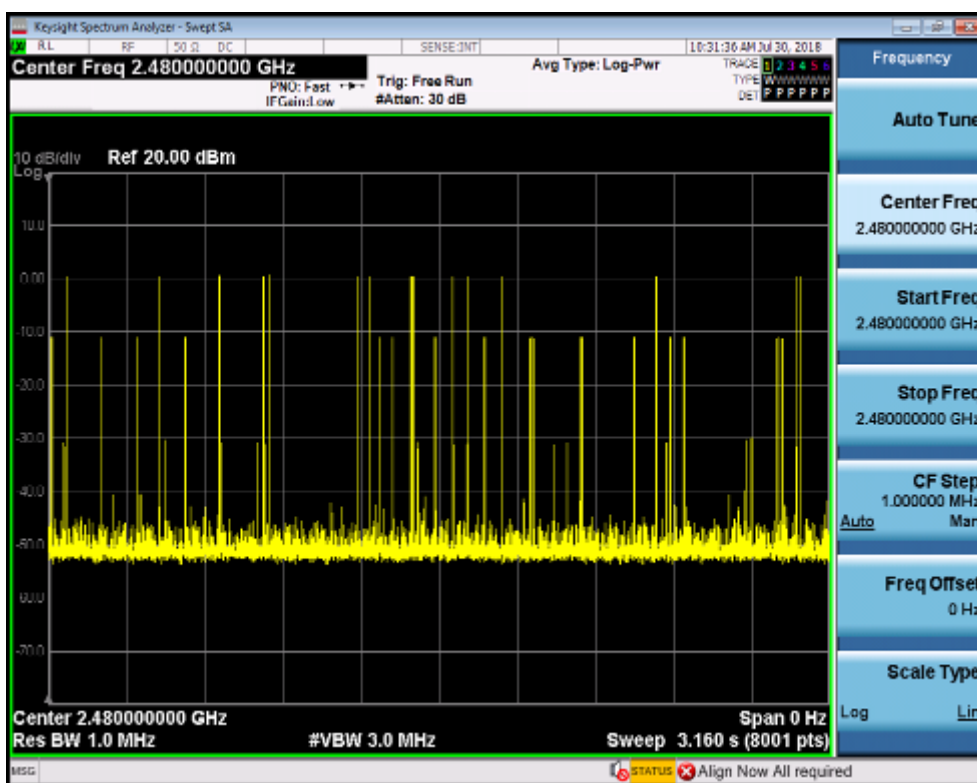 Keysight Spectrum Analyzer - Swept SA
RL RF 50 Ω DC SENSE:INT 10:31:36 AM Jul 30, 2018
Center Freq 2.480000000 GHz
PNO: Fast
IFGain:Low
Trig: Free Run
#Atten: 30 dB
Avg Type: Log-Pwr
TRACE 1 2 3 4 5 6
TYPE
DET P P P P P P
10 dB/div Ref 20.00 dBm
Log
10.0
0.00
-10.0
-20.0
-30.0
-40.0
-50.0
-60.0
-70.0
Center 2.480000000 GHz Span 0 Hz
Res BW 1.0 MHz #VBW 3.0 MHz Sweep 3.160 s (8001 pts)
MSG STATUS Align Now All required
Frequency
Auto Tune
Center Freq
2.480000000 GHz
Start Freq
2.480000000 GHz
Stop Freq
2.480000000 GHz
CF Step
1.000000 MHz
Auto Man
Freq Offset
0 Hz
Scale Type
Log Lin